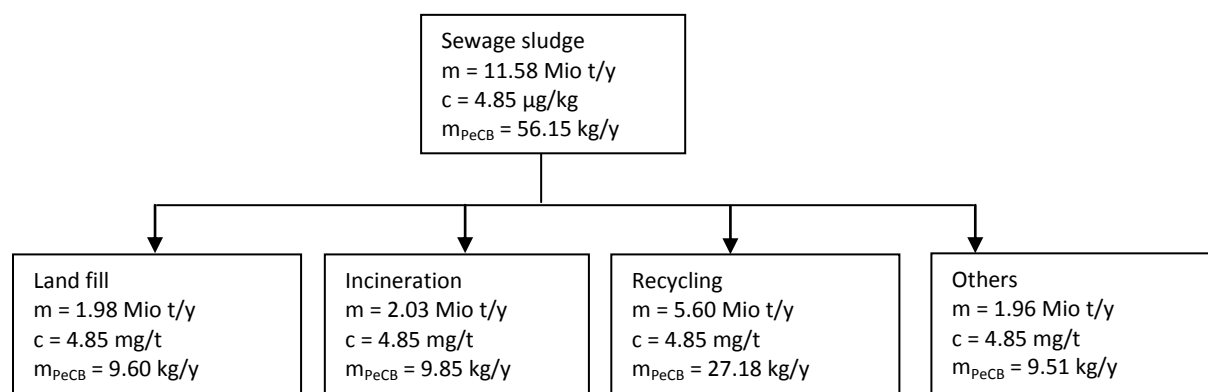 Sewage sludge
m = 11.58 Mio t/y
c = 4.85 µg/kg
mPeCB = 56.15 kg/y
Land fill
m = 1.98 Mio t/y
c = 4.85 mg/t
mPeCB = 9.60 kg/y
Incineration
m = 2.03 Mio t/y
c = 4.85 mg/t
mPeCB = 9.85 kg/y
Recycling
m = 5.60 Mio t/y
c = 4.85 mg/t
mPeCB = 27.18 kg/y
Others
m = 1.96 Mio t/y
c = 4.85 mg/t
mPeCB = 9.51 kg/y